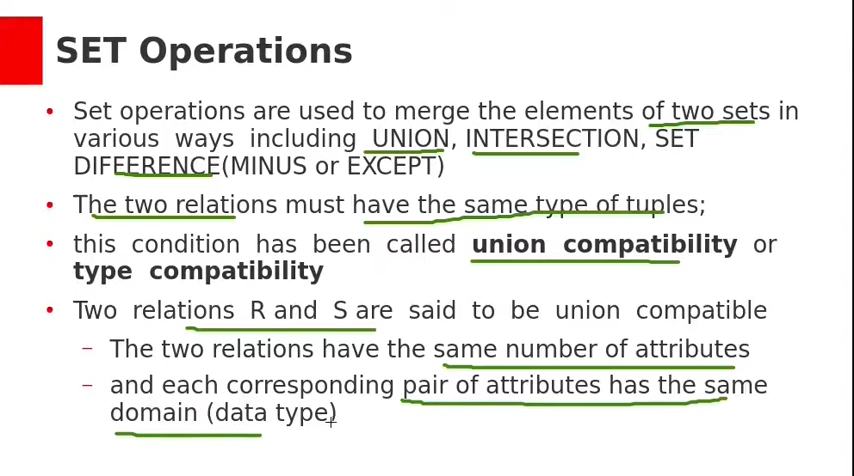 SET Operations
• Set operations are used to merge the elements of two sets in
various ways including UNION, INTERSECTION, SET
DIFFERENCE(MINUS or EXCEPT)
• The two relations must have the same type of tuples;
• this condition has been called union compatibility or
type compatibility
• Two relations R and S are said to be union compatible
– The two relations have the same number of attributes
– and each corresponding pair of attributes has the same
domain (data type)